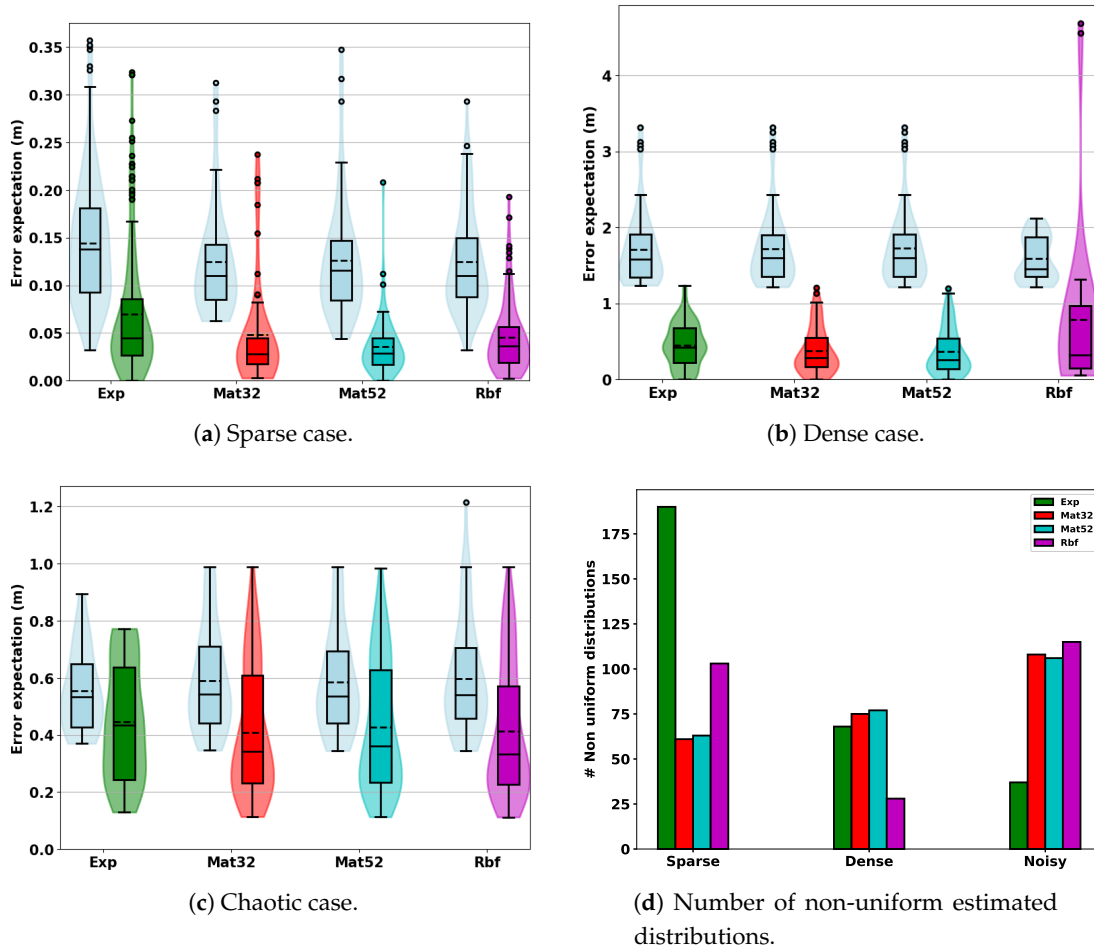 0.35
0.30
0.25
0.20
0.15
0.10
0.05
0.00
Error expectation (m)
Exp Mat32 Mat52 Rbf
(a) Sparse case.
4
3
2
1
0
Error expectation (m)
Exp Mat32 Mat52 Rbf
(b) Dense case.
1.2
1.0
0.8
0.6
0.4
0.2
0.0
Error expectation (m)
Exp Mat32 Mat52 Rbf
(c) Chaotic case.
175
150
125
100
75
50
25
0
# Non uniform distributions
Exp
Mat32
Mat52
Rbf
Sparse Dense Noisy
(d) Number of non-uniform estimated
distributions.